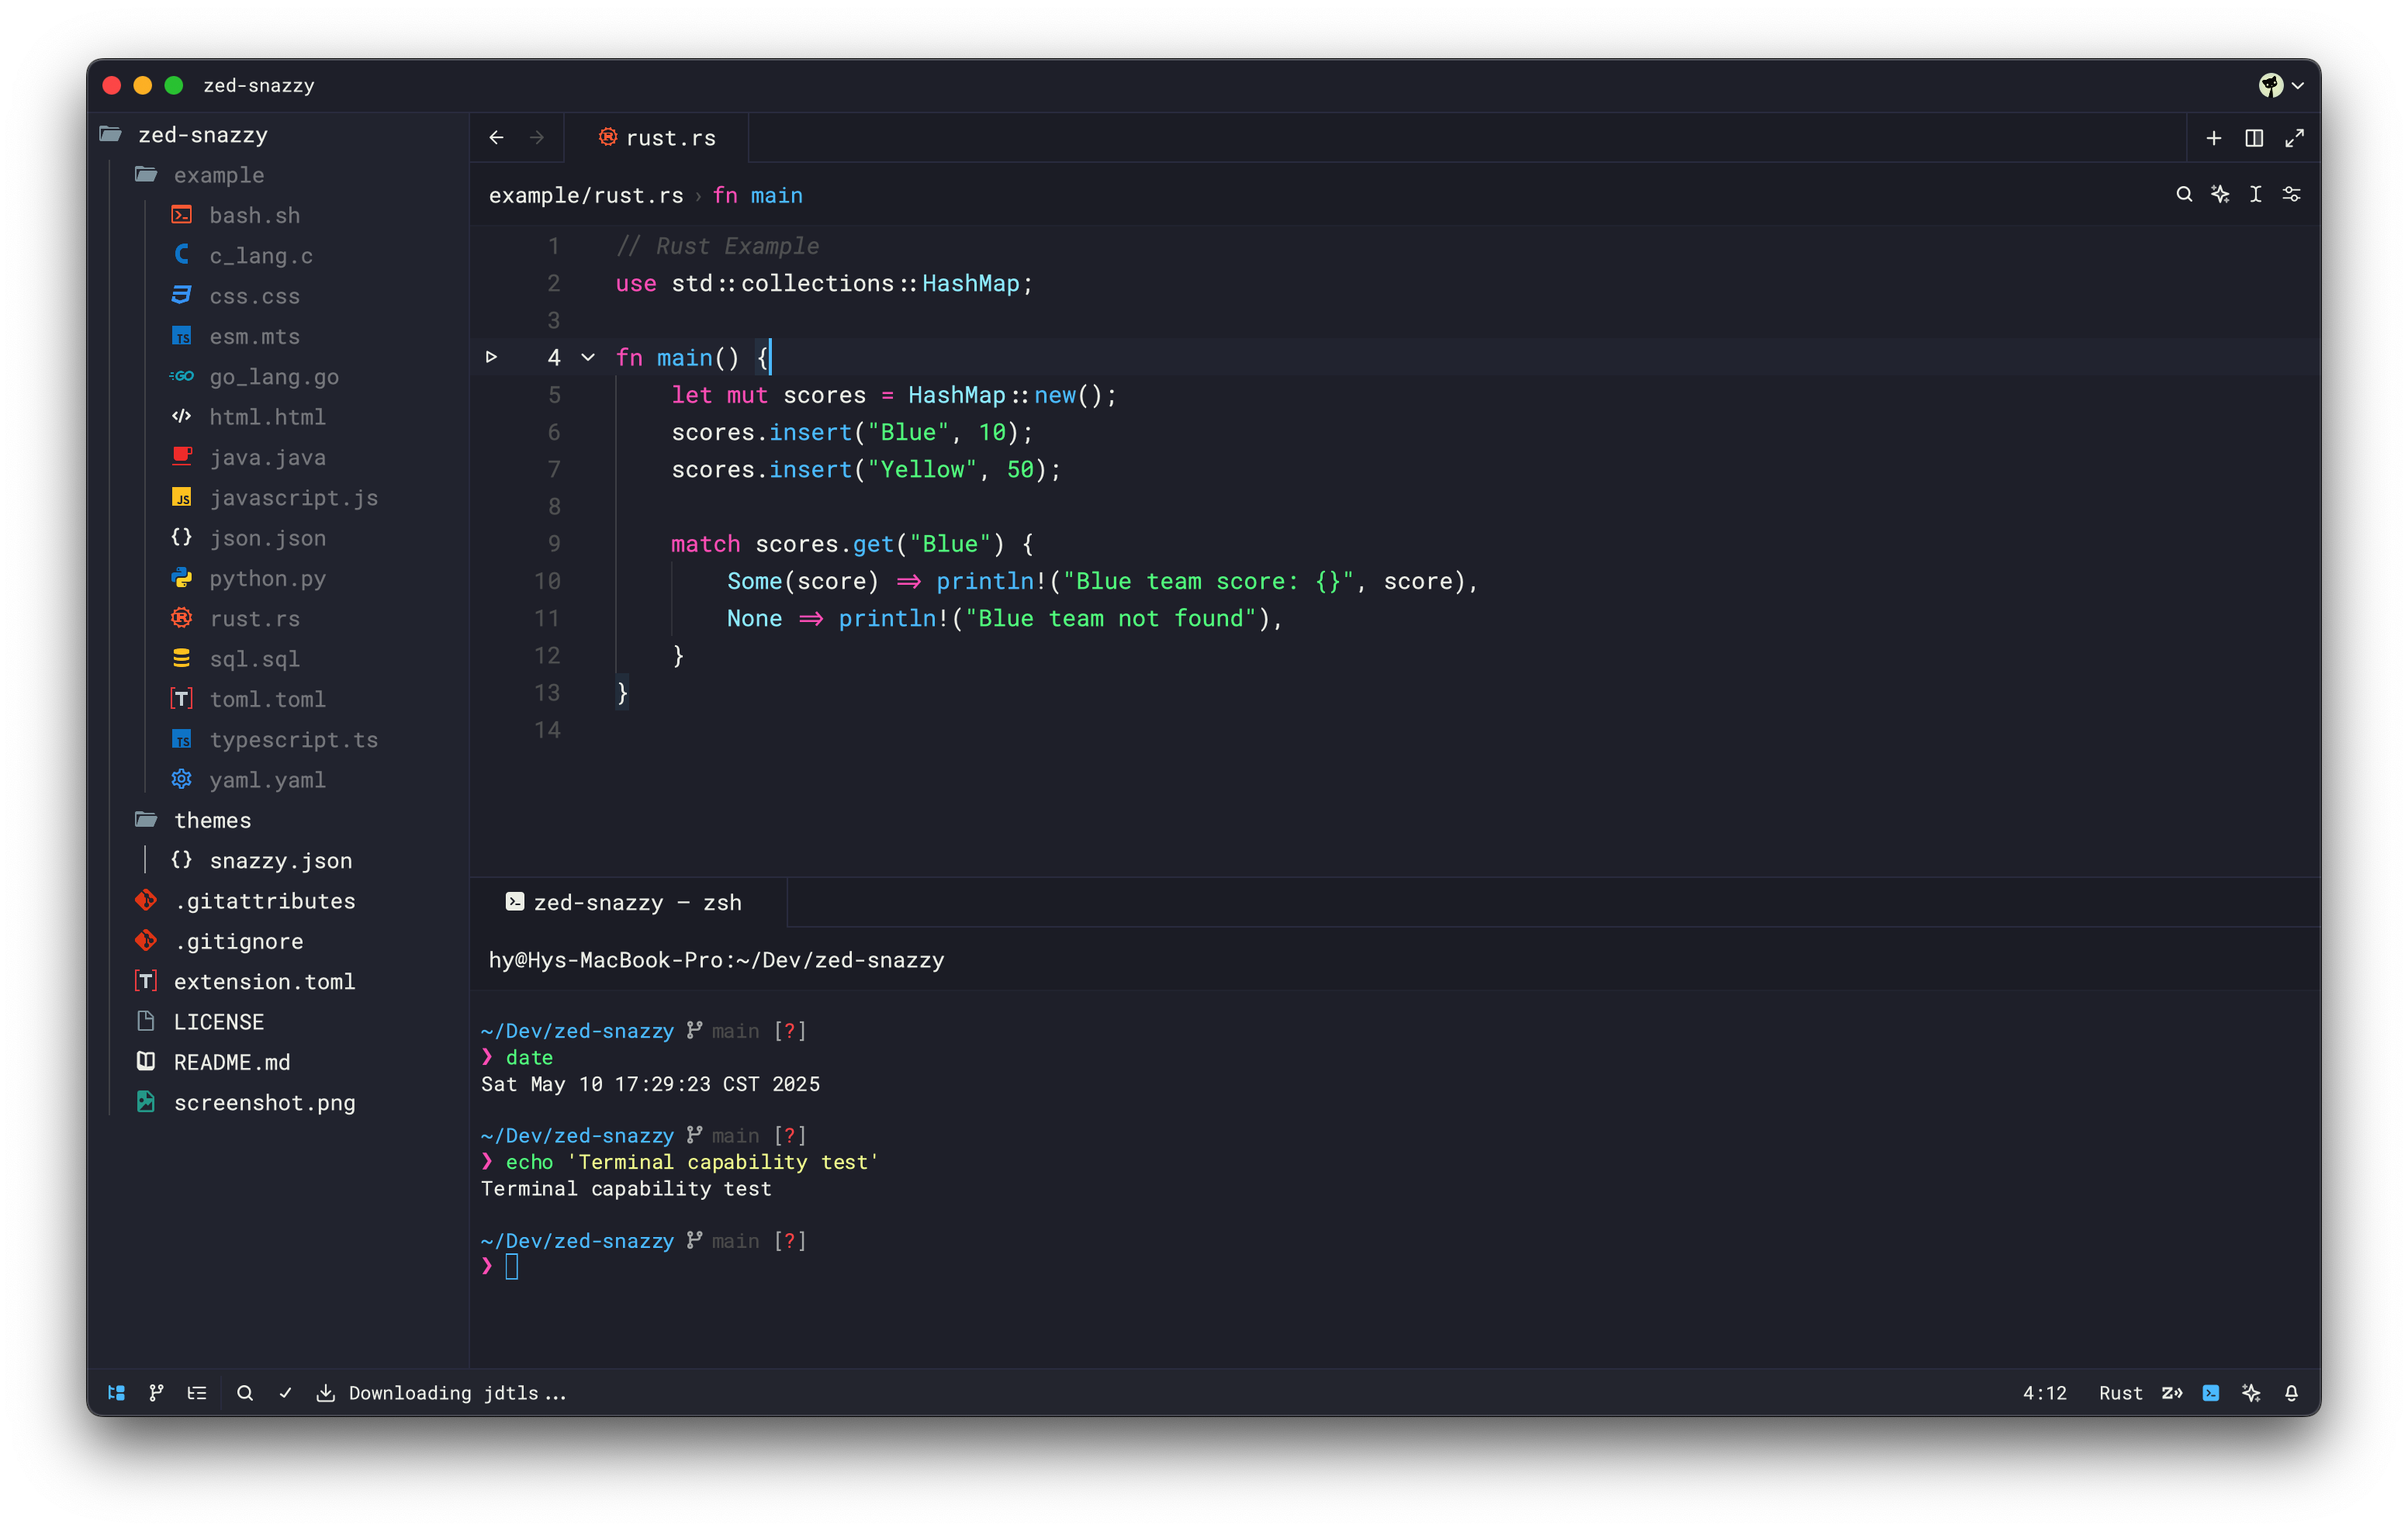 zed-snazzy
zed-snazzy
example
bash.sh
c_lang.c
css.css
esm.mts
go_lang.go
html.html
java.java
javascript.js
json.json
python.py
rust.rs
sql.sql
toml.toml
typescript.ts
yaml.yaml
themes
snazzy.json
.gitattributes
.gitignore
extension.toml
LICENSE
README.md
screenshot.png
rust.rs
example/rust.rs › fn main
1 // Rust Example
2 use std::collections::HashMap;
3
4 fn main() {
5 let mut scores = HashMap::new();
6 scores.insert("Blue", 10);
7 scores.insert("Yellow", 50);
8
9 match scores.get("Blue") {
10 Some(score) => println!("Blue team score: {}", score),
11 None => println!("Blue team not found"),
12 }
13 }
14
zed-snazzy — zsh
hy@Hys-MacBook-Pro:~/Dev/zed-snazzy
~/Dev/zed-snazzy main [?]
❯ date
Sat May 10 17:29:23 CST 2025
~/Dev/zed-snazzy main [?]
❯ echo 'Terminal capability test'
Terminal capability test
~/Dev/zed-snazzy main [?]
❯
Downloading jdtls...
4:12 Rust